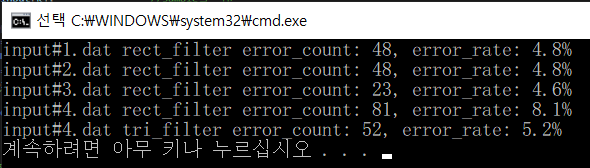 선택 C:₩WINDOWS₩system32₩cmd.exe
input#1.dat rect_filter error_count: 48, error_rate: 4.8%
input#2.dat rect_filter error_count: 48, error_rate: 4.8%
input#3.dat rect_filter error_count: 23, error_rate: 4.6%
input#4.dat rect_filter error_count: 81, error_rate: 8.1%
input#4.dat tri_filter error_count: 52, error_rate: 5.2%
계속하려면 아무 키나 누르십시오 . . .